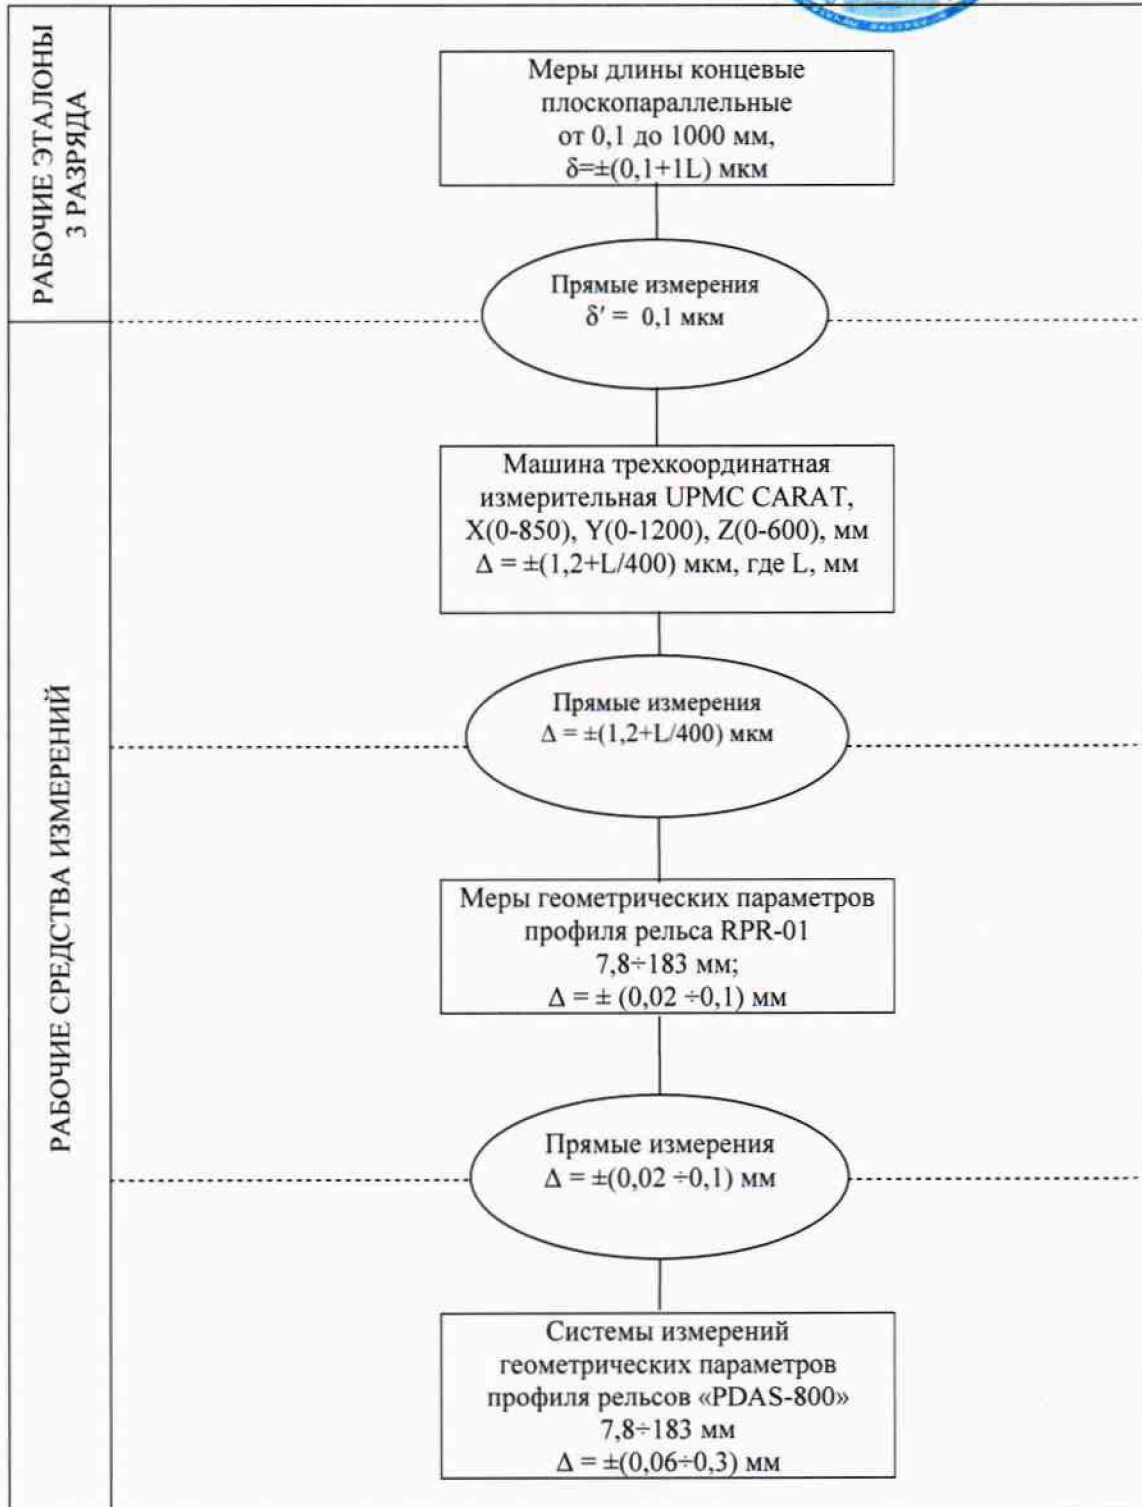 РАБОЧИЕ ЭТАЛОНЫ
3 РАЗРЯДА
Меры длины концевые
плоскопараллельные
от 0,1 до 1000 мм,
δ=±(0,1+1L) мкм
Прямые измерения
δ′ = 0,1 мкм
РАБОЧИЕ СРЕДСТВА ИЗМЕРЕНИЙ
Машина трехкоординатная
измерительная UPMC CARAT,
X(0-850), Y(0-1200), Z(0-600), мм
Δ = ±(1,2+L/400) мкм, где L, мм
Прямые измерения
Δ = ±(1,2+L/400) мкм
Меры геометрических параметров
профиля рельса RPR-01
7,8÷183 мм;
Δ = ± (0,02 ÷0,1) мм
Прямые измерения
Δ = ±(0,02 ÷0,1) мм
Системы измерений
геометрических параметров
профиля рельсов «PDAS-800»
7,8÷183 мм
Δ = ±(0,06÷0,3) мм